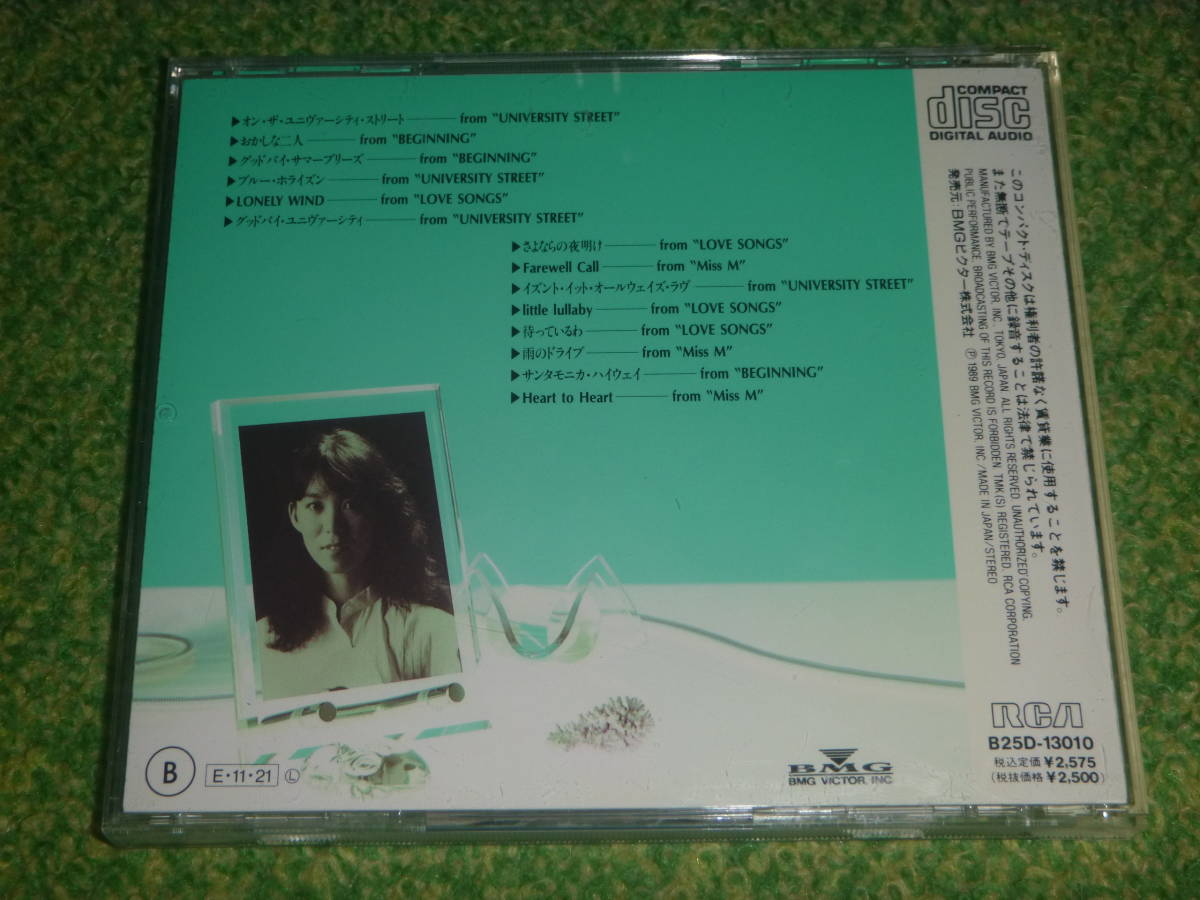 ▶オン・ザ・ユニヴァーシティ・ストリート――from "UNIVERSITY STREET"
▶おかしな二人――from "BEGINNING"
▶グッドバイ・サマーブリーズ――from "BEGINNING"
▶ブルー・ホライズン――from "UNIVERSITY STREET"
▶LONELY WIND――from "LOVE SONGS"
▶グッドバイ・ユニヴァーシティ――from "UNIVERSITY STREET"
▶さよならの夜明け――from "LOVE SONGS"
▶Farewell Call――from "Miss M"
▶イズント・イット・オールウェイズ・ラヴ――from "UNIVERSITY STREET"
▶little lullaby――from "LOVE SONGS"
▶待っているわ――from "LOVE SONGS"
▶雨のドライブ――from "Miss M"
▶サンタモニカ・ハイウェイ――from "BEGINNING"
▶Heart to Heart――from "Miss M"
COMPACT
disc
DIGITAL AUDIO
このコンパクト・ディスクは権利者の許諾なく賃貸業に使用することを禁じます。
また無断でテープその他に録音することは法律で禁じられています。
MANUFACTURED BY BMG VICTOR, INC., TOKYO, JAPAN. ALL RIGHTS RESERVED. UNAUTHORIZED COPYING,
PUBLIC PERFORMANCE, BROADCASTING OF THIS RECORD IS FORBIDDEN. TMK(S) REGISTERED. RCA CORPORATION
発売元:BMGビクター株式会社 Ⓟ1989 BMG VICTOR, INC./MADE IN JAPAN/STEREO
RCA
B25D-13010
税込定価¥2,575
(税抜価格¥2,500)
BMG
BMG VICTOR, INC
Ⓑ E・11・21 Ⓛ